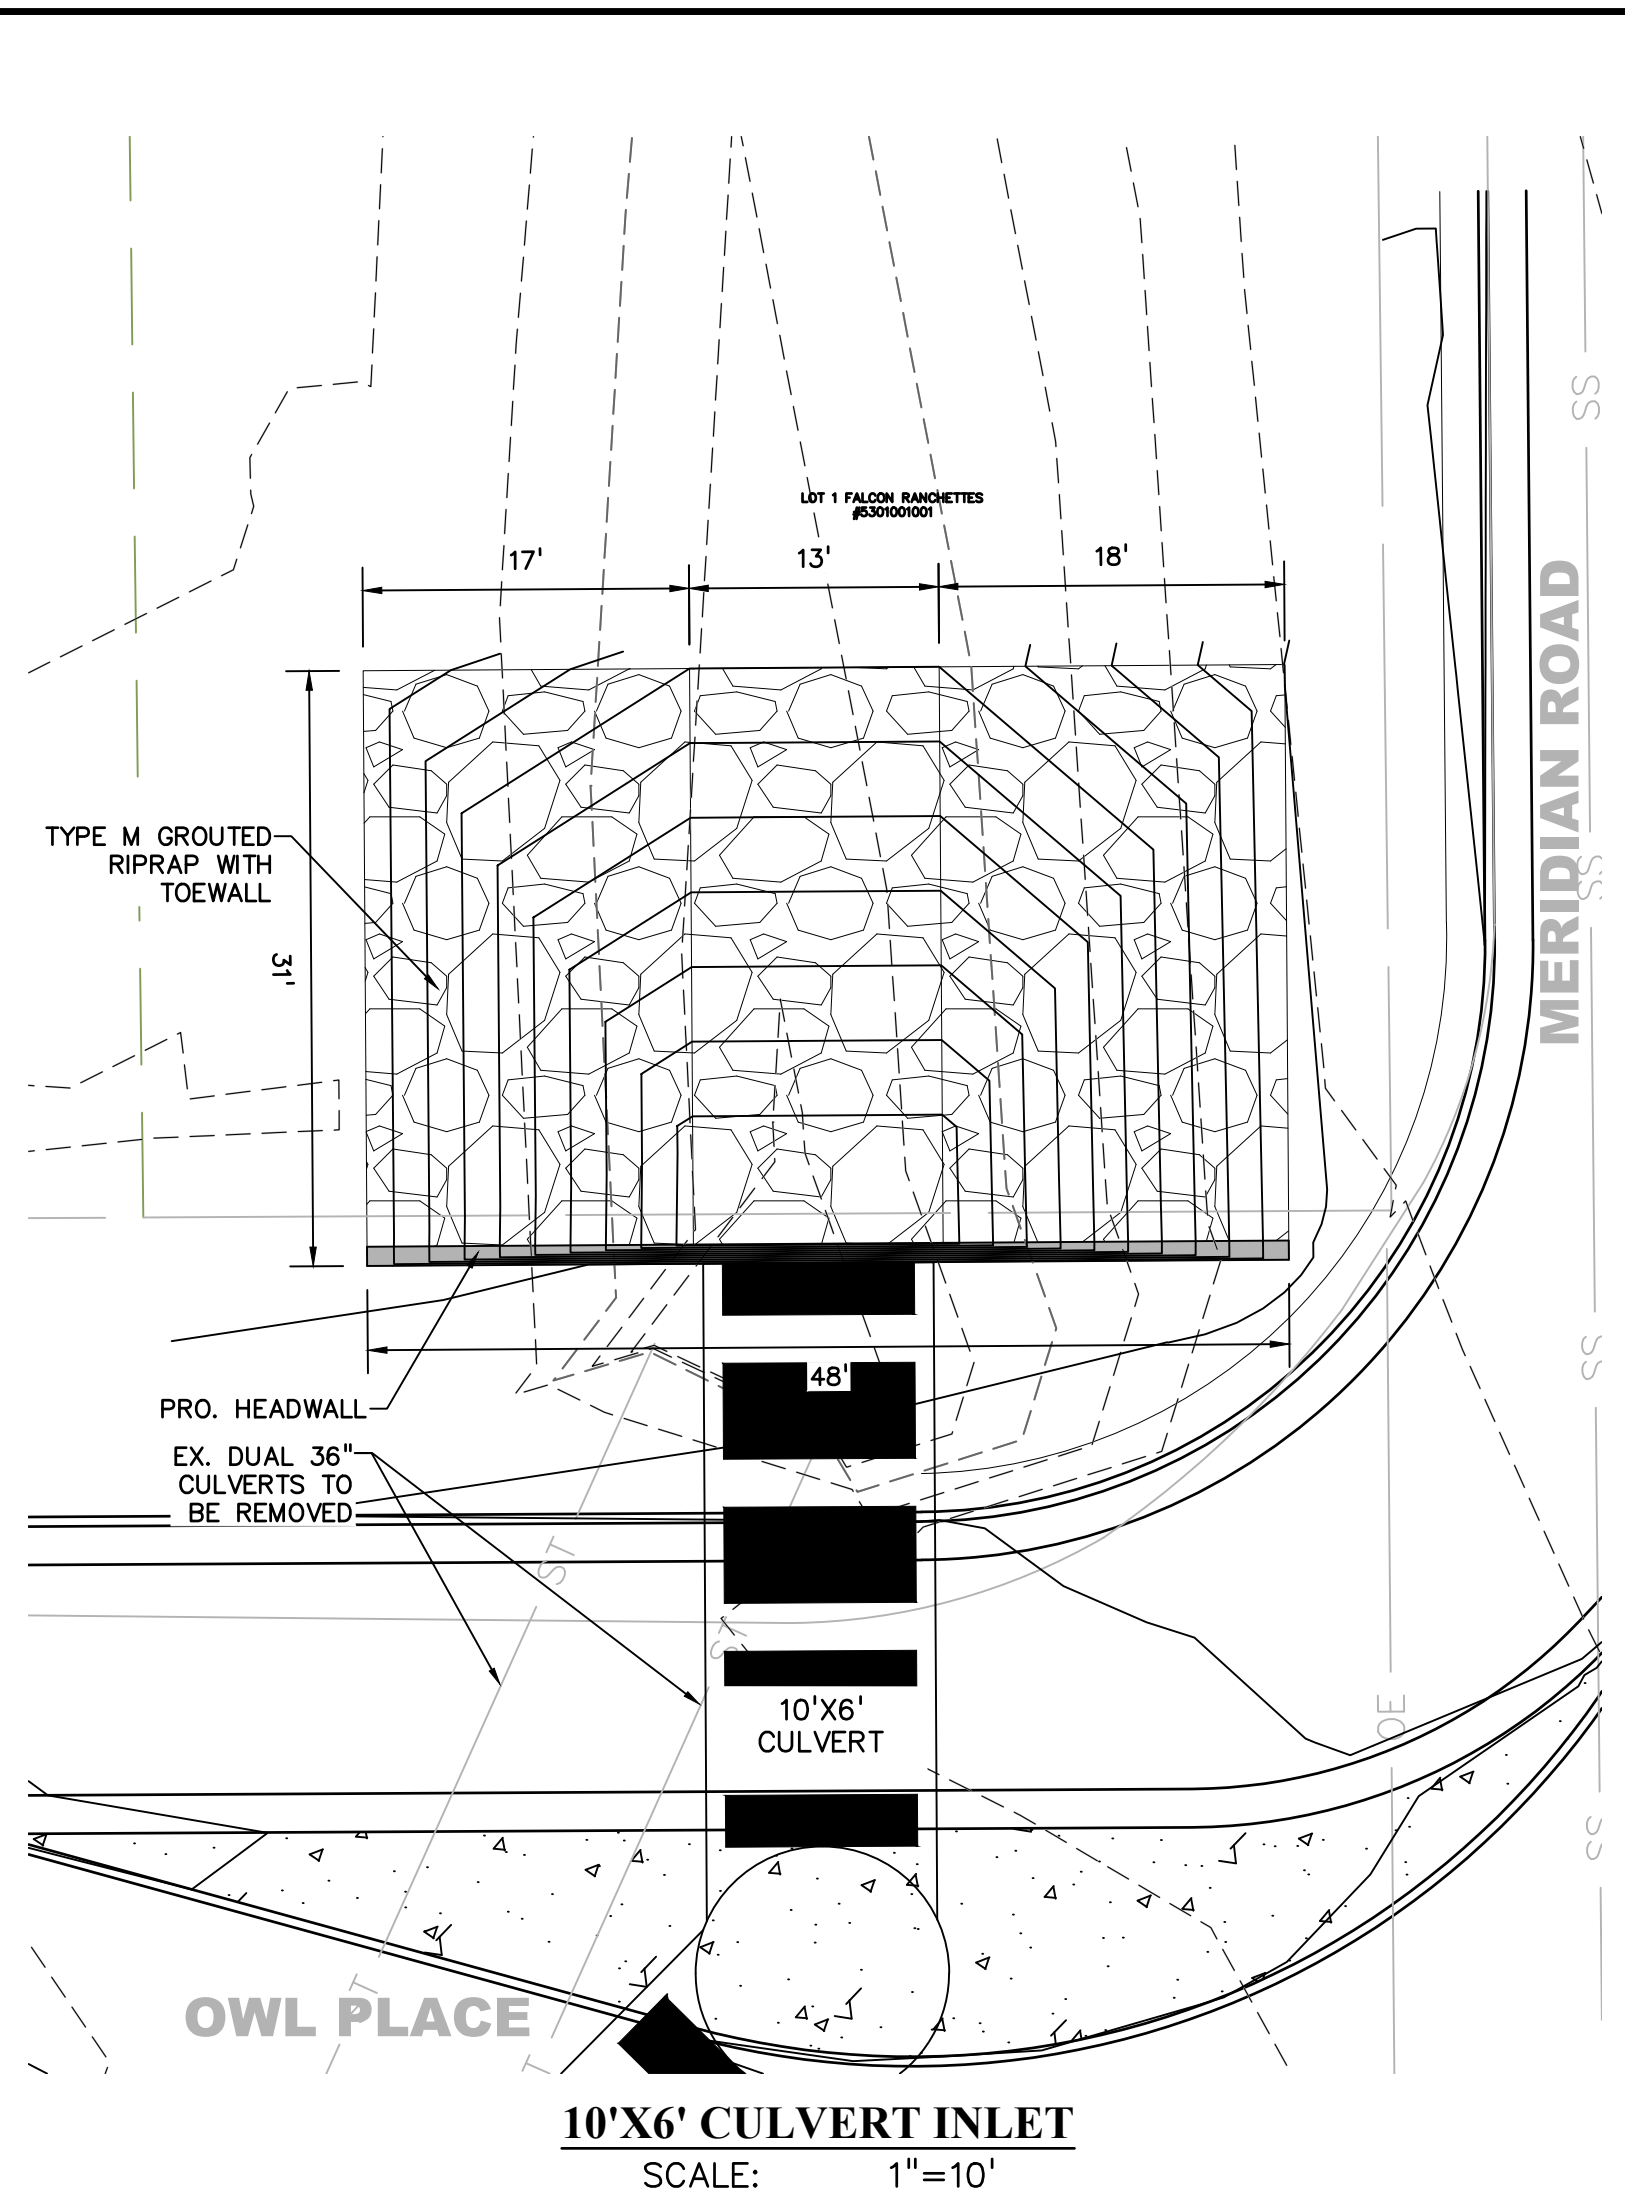 LOT 1 FALCON RANCHETTES
#5301001001
17'
13'
18'
SS
MERIDIAN ROAD
TYPE M GROUTED
RIPRAP WITH
TOEWALL
SS
31'
SS
48'
PRO. HEADWALL
EX. DUAL 36"
CULVERTS TO
BE REMOVED
ST
ST
10'X6'
CULVERT
OE
SS
ST
OWL PLACE
10'X6' CULVERT INLET
SCALE: 1"=10'